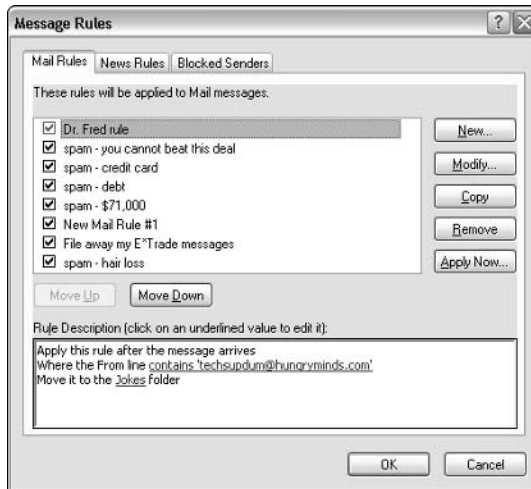 Message Rules
Mail Rules News Rules Blocked Senders
These rules will be applied to Mail messages.
Dr. Fred rule
spam - you cannot beat this deal
spam - credit card
spam - debt
spam - $71,000
New Mail Rule #1
File away my E*Trade messages
spam - hair loss
New...
Modify...
Copy
Remove
Apply Now...
Move Up Move Down
Rule Description (click on an underlined value to edit it):
Apply this rule after the message arrives
Where the From line contains 'techsupdum@hungryminds.com'
Move it to the Jokes folder
OK Cancel